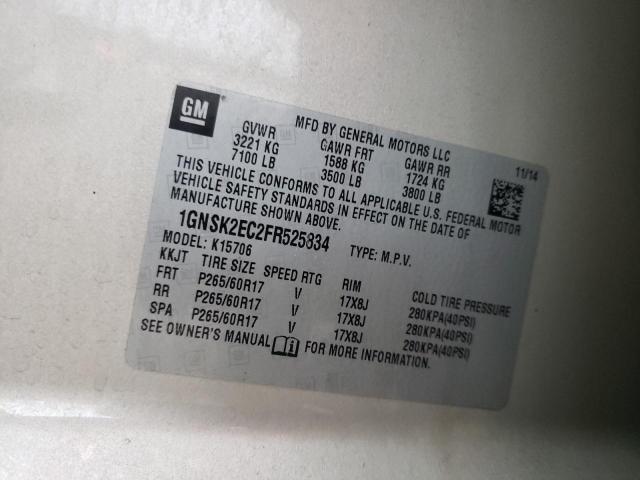 GM
MFD BY GENERAL MOTORS LLC
11/14
GVWR GAWR FRT GAWR RR
3221 KG 1588 KG 1724 KG
7100 LB 3500 LB 3800 LB
THIS VEHICLE CONFORMS TO ALL APPLICABLE U.S. FEDERAL MOTOR
VEHICLE SAFETY STANDARDS IN EFFECT ON THE DATE OF
MANUFACTURE SHOWN ABOVE.
1GNSK2EC2FR525834
MODEL: K15706 TYPE: M.P.V.
KKJT TIRE SIZE SPEED RTG RIM COLD TIRE PRESSURE
FRT P265/60R17 V 17X8J 280KPA(40PSI)
RR P265/60R17 V 17X8J 280KPA(40PSI)
SPA P265/60R17 V 17X8J 280KPA(40PSI)
SEE OWNER'S MANUAL FOR MORE INFORMATION.